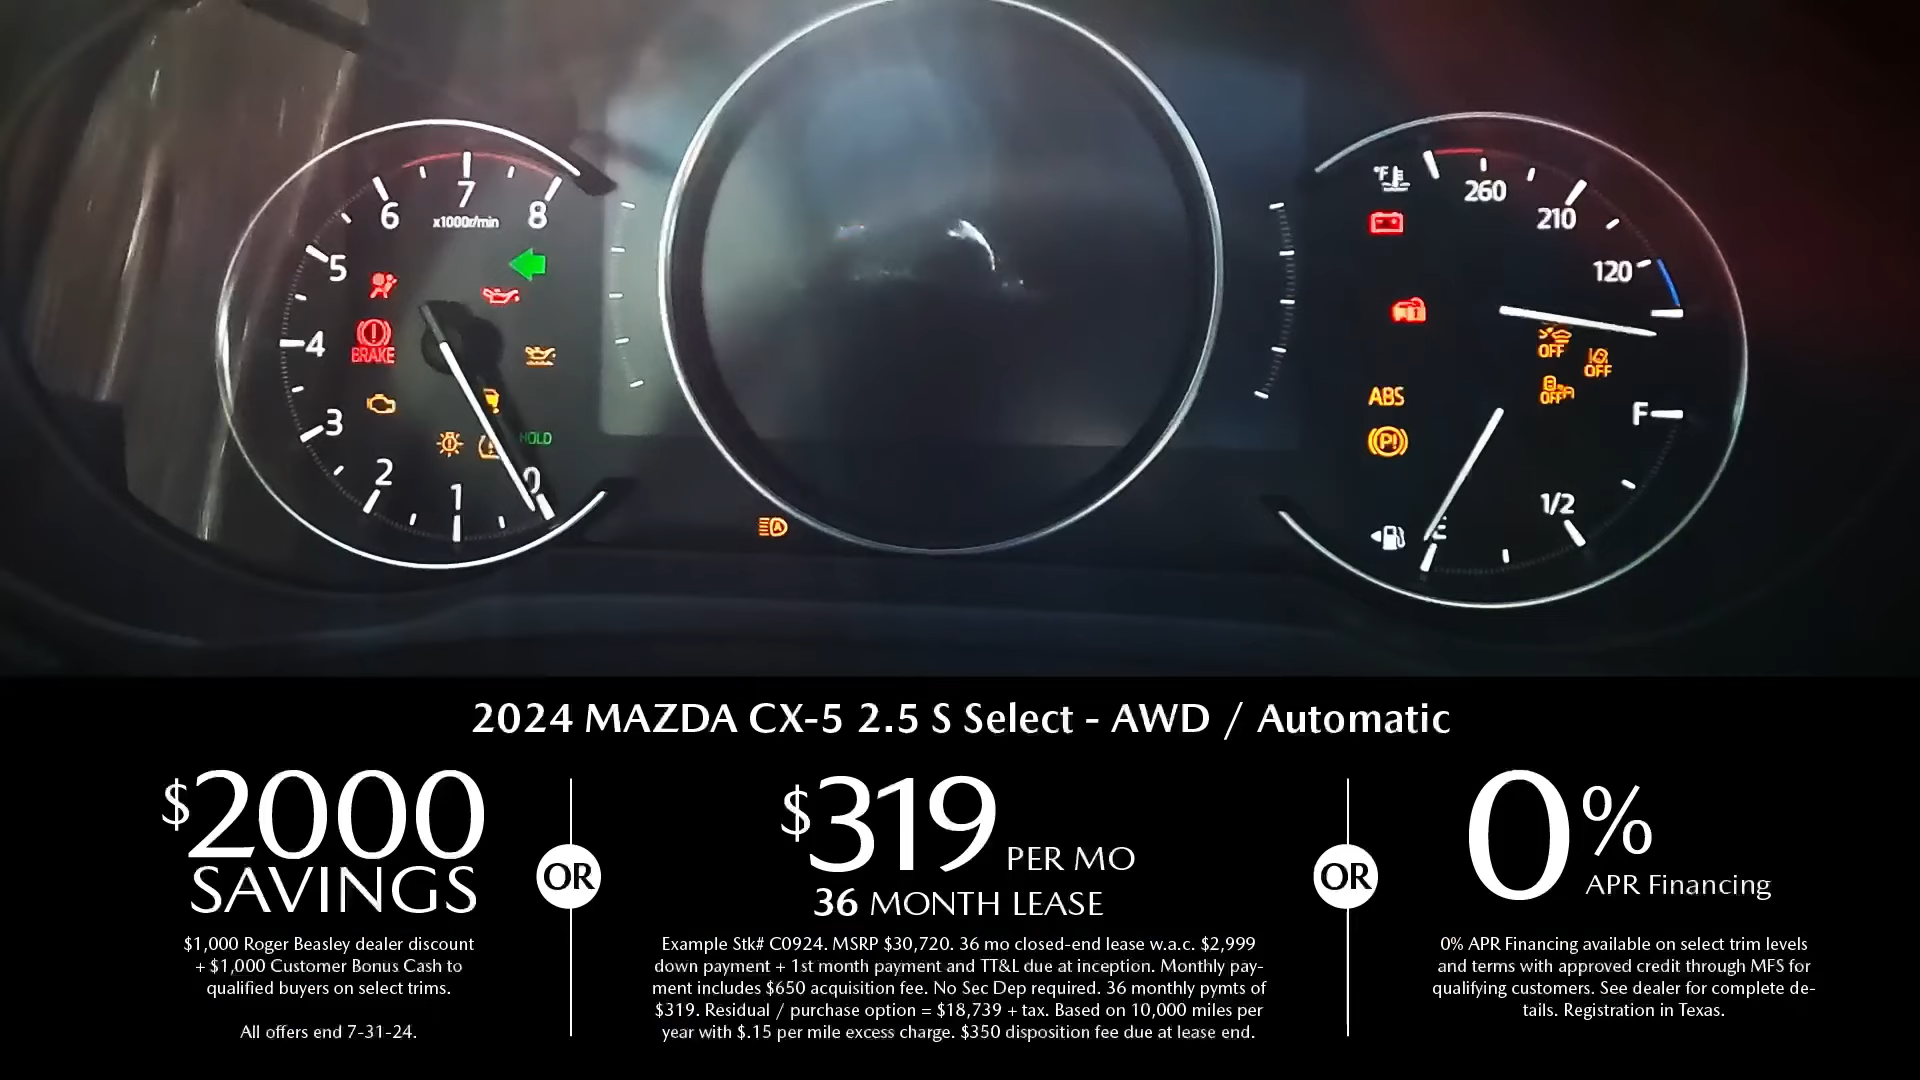 6
7
8
x1000r/min
5
4
BRAKE
3
2
1
0
HOLD
A
°F
260
210
120
OFF
OFF
OFF
ABS
(P!)
F
1/2
E
2024 MAZDA CX-5 2.5 S Select - AWD / Automatic
$2000
SAVINGS
$1,000 Roger Beasley dealer discount
+ $1,000 Customer Bonus Cash to
qualified buyers on select trims.
All offers end 7-31-24.
OR
$319 PER MO
36 MONTH LEASE
Example Stk# C0924. MSRP $30,720. 36 mo closed-end lease w.a.c. $2,999
down payment + 1st month payment and TT&L due at inception. Monthly pay-
ment includes $650 acquisition fee. No Sec Dep required. 36 monthly pymts of
$319. Residual / purchase option = $18,739 + tax. Based on 10,000 miles per
year with $.15 per mile excess charge. $350 disposition fee due at lease end.
OR
0%
APR Financing
0% APR Financing available on select trim levels
and terms with approved credit through MFS for
qualifying customers. See dealer for complete de-
tails. Registration in Texas.